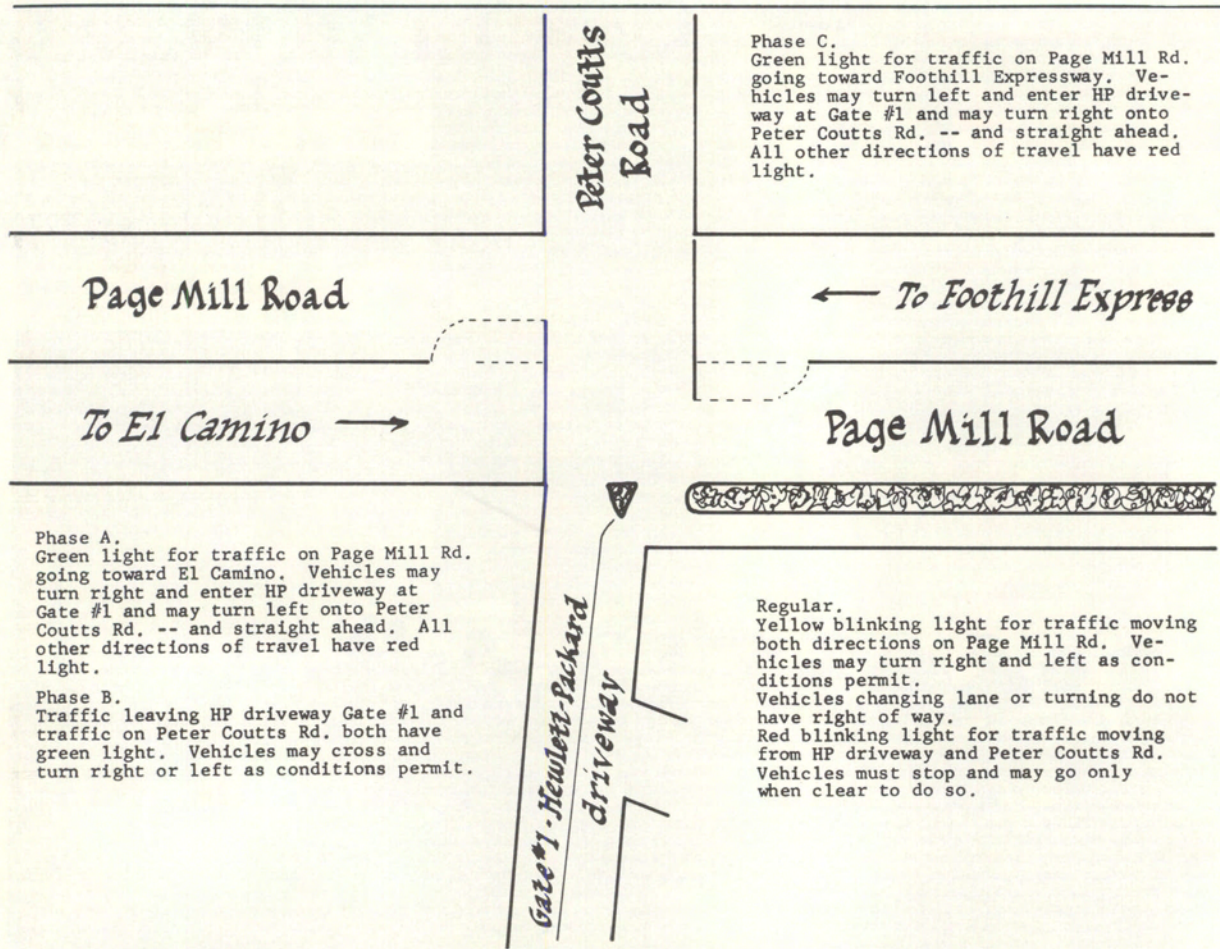 Peter Coutts
Road
Phase C.
Green light for traffic on Page Mill Rd.
going toward Foothill Expressway. Ve-
hicles may turn left and enter HP drive-
way at Gate #1 and may turn right onto
Peter Coutts Rd. -- and straight ahead.
All other directions of travel have red
light.
Page Mill Road
← To Foothill Express
To El Camino →
Page Mill Road
Phase A.
Green light for traffic on Page Mill Rd.
going toward El Camino. Vehicles may
turn right and enter HP driveway at
Gate #1 and may turn left onto Peter
Coutts Rd. -- and straight ahead. All
other directions of travel have red
light.
Phase B.
Traffic leaving HP driveway Gate #1 and
traffic on Peter Coutts Rd. both have
green light. Vehicles may cross and
turn right or left as conditions permit.
Gate #1 - Hewlett-Packard
driveway
Regular.
Yellow blinking light for traffic moving
both directions on Page Mill Rd. Ve-
hicles may turn right and left as con-
ditions permit.
Vehicles changing lane or turning do not
have right of way.
Red blinking light for traffic moving
from HP driveway and Peter Coutts Rd.
Vehicles must stop and may go only
when clear to do so.